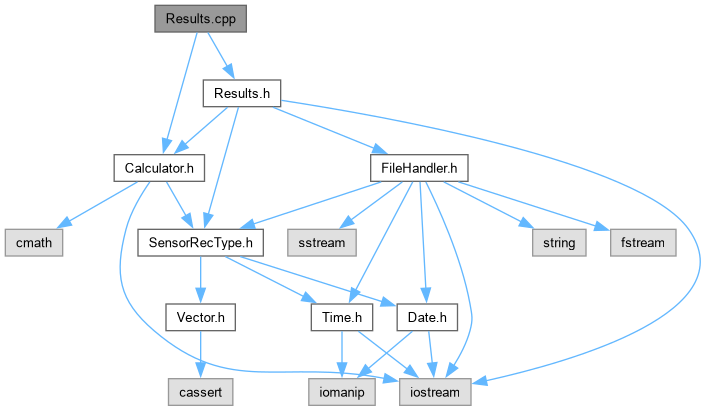 Results.cpp
Results.h
Calculator.h
FileHandler.h
cmath
SensorRecType.h
sstream
string
fstream
Vector.h
Time.h
Date.h
cassert
iomanip
iostream